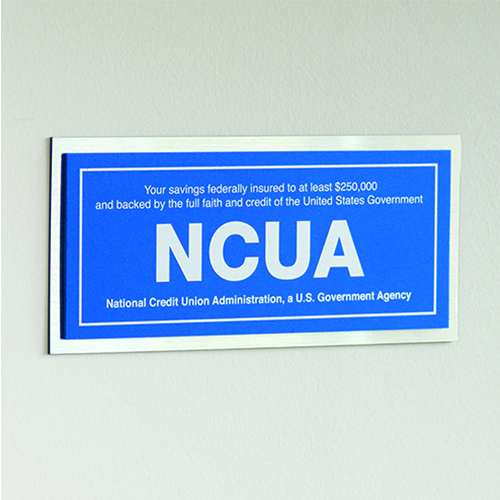 Your savings federally insured to at least $250,000
and backed by the full faith and credit of the United States Government
NCUA
National Credit Union Administration, a U.S. Government Agency